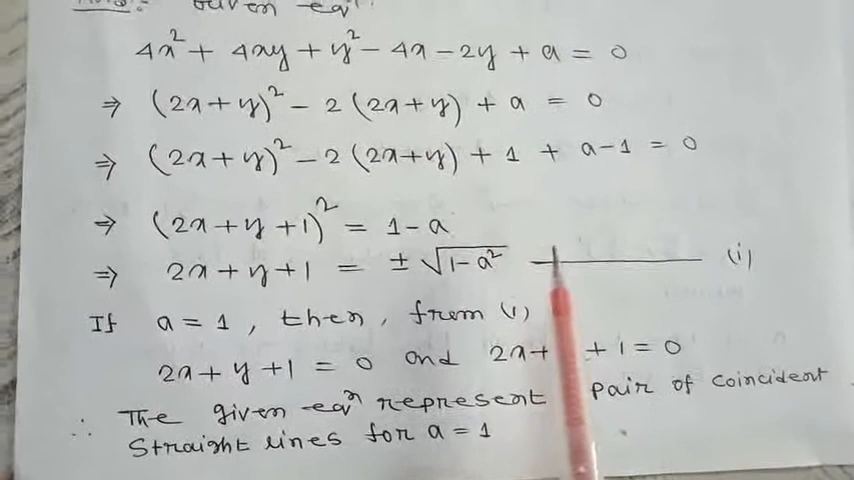 Given eqn
4x² + 4xy + y² - 4x - 2y + a = 0
⇒ (2x + y)² - 2 (2x + y) + a = 0
⇒ (2x + y)² - 2 (2x + y) + 1 + a - 1 = 0
⇒ (2x + y + 1)² = 1 - a
⇒ 2x + y + 1 = ± √1 - a² ———— (i)
If a = 1, then, from (i)
2x + y + 1 = 0 and 2x + + 1 = 0
∴ The given eqn represent pair of coincident
Straight lines for a = 1